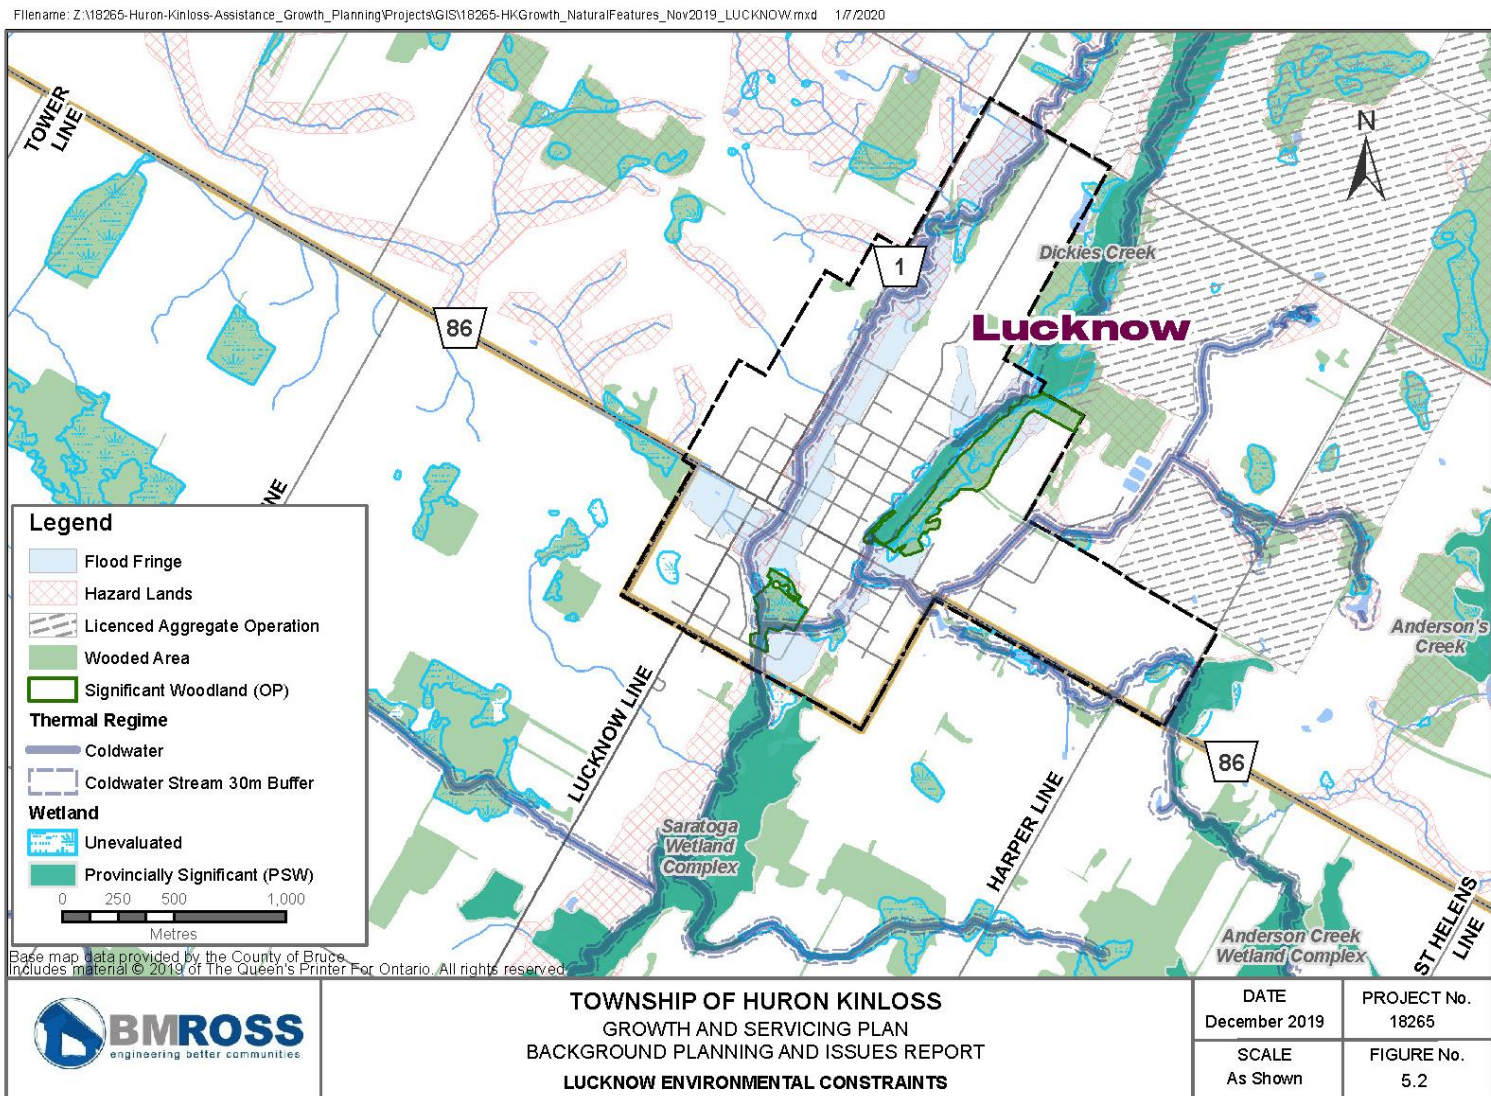 Filename: Z:\18265-Huron-Kinloss-Assistance_Growth_Planning\Projects\GIS\18265-HKGrowth_NaturalFeatures_Nov2019_LUCKNOW.mxd 1/7/2020
TOWER
LINE
N
1
Dickies Creek
86
Lucknow
NE
Legend
Flood Fringe
Hazard Lands
Licenced Aggregate Operation
Wooded Area
Significant Woodland (OP)
Thermal Regime
Coldwater
Coldwater Stream 30m Buffer
Wetland
Unevaluated
Provincially Significant (PSW)
0 250 500 1,000
Metres
Anderson's
Creek
LUCKNOW LINE
86
HARPER LINE
Saratoga
Wetland
Complex
Anderson Creek
Wetland Complex
ST HELENS
LINE
Base map data provided by the County of Bruce
Includes material © 2019 of The Queen's Printer For Ontario. All rights reserved
BMROSS
engineering better communities
TOWNSHIP OF HURON KINLOSS
GROWTH AND SERVICING PLAN
BACKGROUND PLANNING AND ISSUES REPORT
LUCKNOW ENVIRONMENTAL CONSTRAINTS
DATE
December 2019
PROJECT No.
18265
SCALE
As Shown
FIGURE No.
5.2